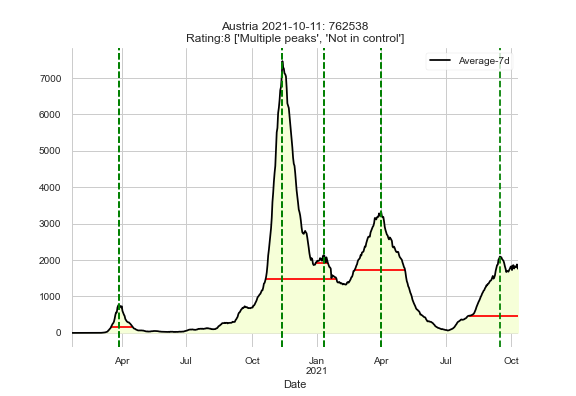 Austria 2021-10-11: 762538
Rating:8 ['Multiple peaks', 'Not in control']
Average-7d
7000
6000
5000
4000
3000
2000
1000
0
Apr Jul Oct Jan Apr Jul Oct
2021
Date